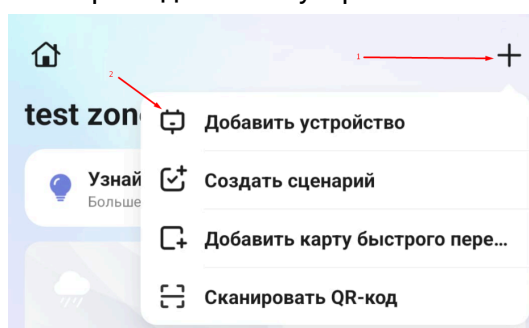 1
2
test zon
Добавить устройство
Узнай
Больше
Создать сценарий
Добавить карту быстрого пере...
Сканировать QR-код